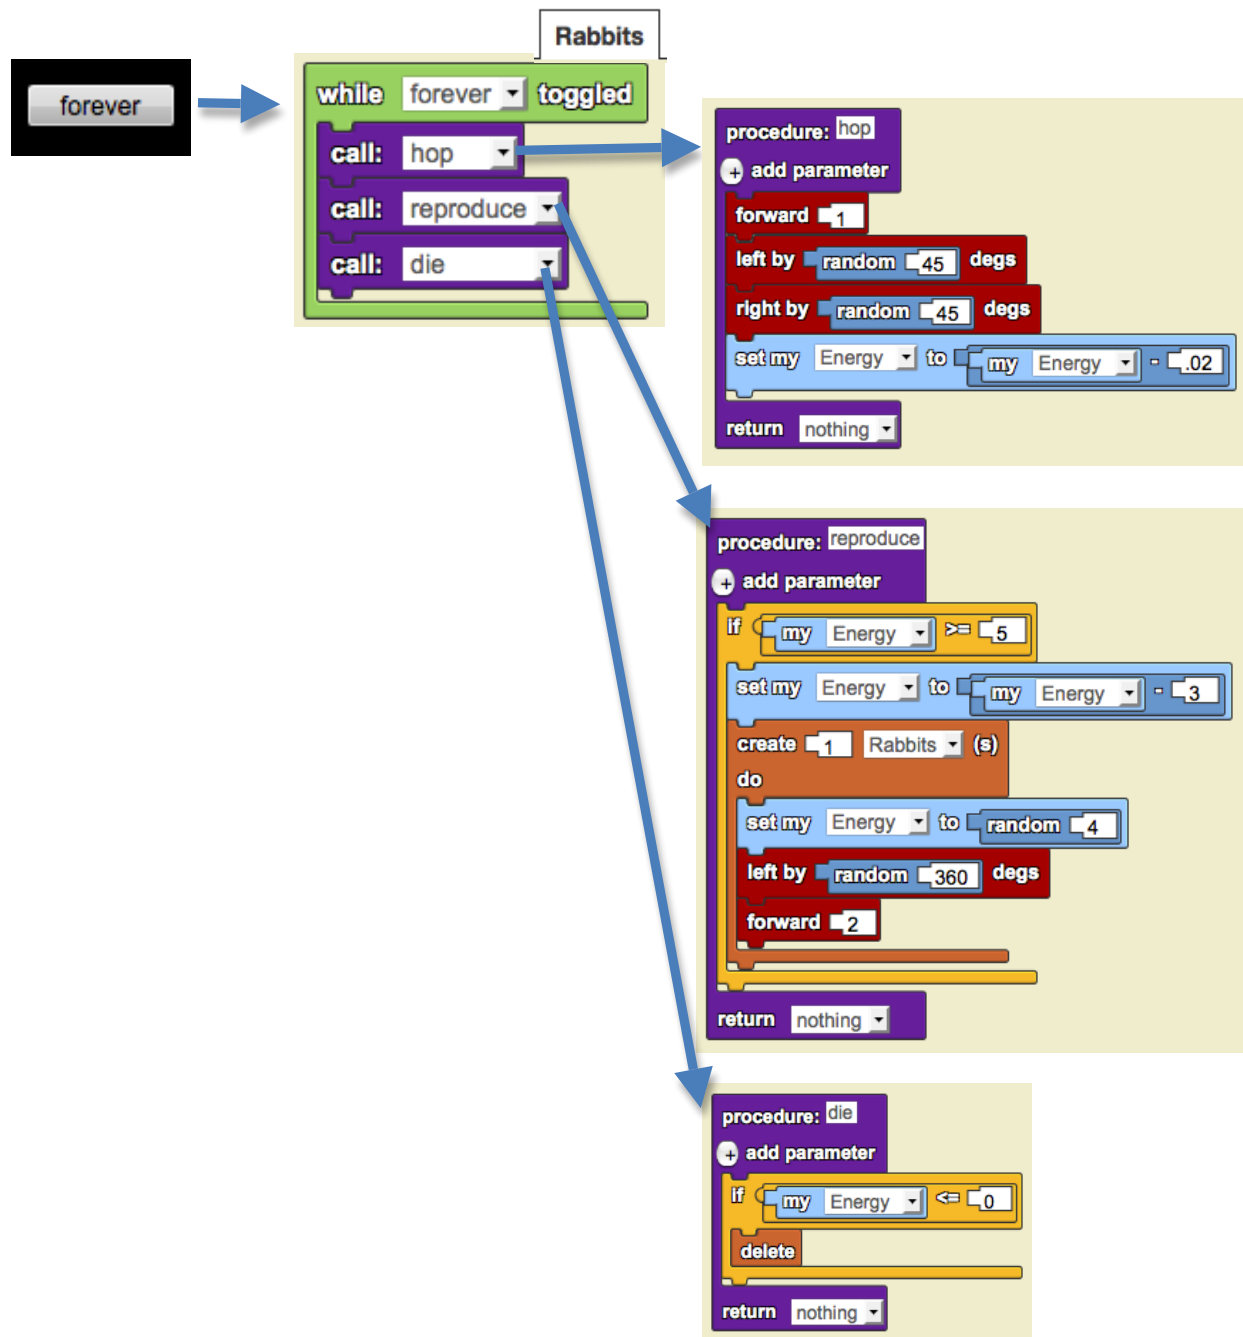 Rabbits
forever
while forever toggled
call: hop
call: reproduce
call: die
procedure: hop
+ add parameter
forward 1
left by random 45 degs
right by random 45 degs
set my Energy to my Energy - .02
return nothing
procedure: reproduce
+ add parameter
if my Energy >= 5
set my Energy to my Energy - 3
create 1 Rabbits (s)
do
set my Energy to random 4
left by random 360 degs
forward 2
return nothing
procedure: die
+ add parameter
if my Energy <= 0
delete
return nothing